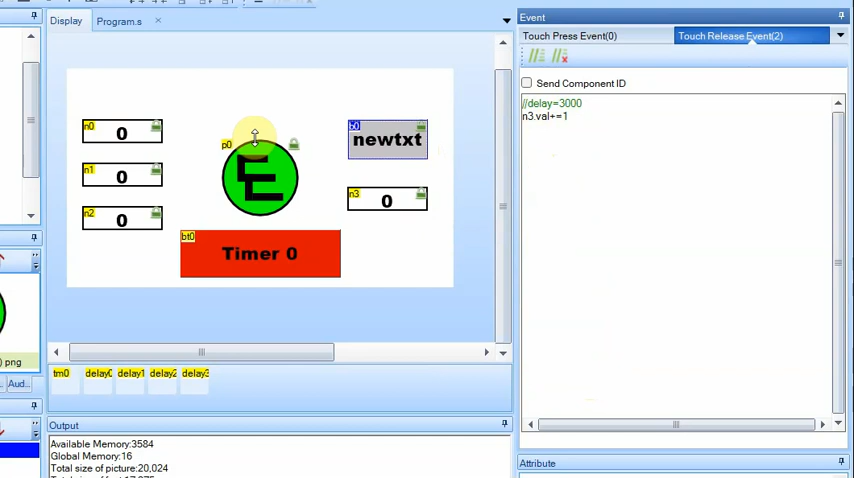 Display
Program.s
n0
0
n1
0
n2
0
p0
b0
newtxt
n3
0
bt0
Timer 0
) png
Aud...
tm0
delay0
delay1
delay2
delay3
Output
Available Memory:3584
Global Memory:16
Total size of picture:20,024
Event
Touch Press Event(0)
Touch Release Event(2)
Send Component ID
//delay=3000
n3.val+=1
Attribute